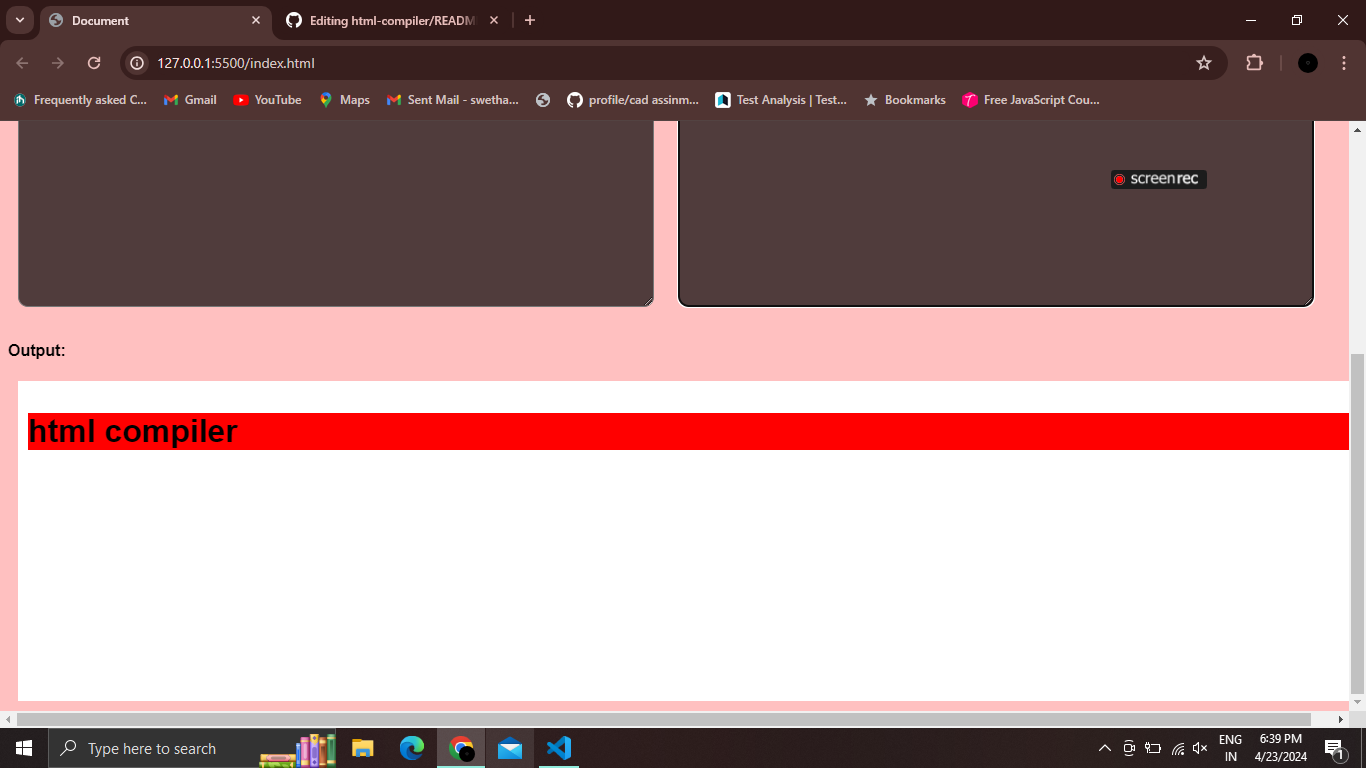 Document
Editing html-compiler/READM
127.0.0.1:5500/index.html
Frequently asked C...
Gmail
YouTube
Maps
Sent Mail - swetha...
profile/cad assinm...
Test Analysis | Test...
Bookmarks
Free JavaScript Cou...
screenrec
Output:
html compiler
Type here to search
ENG
IN
6:39 PM
4/23/2024
1